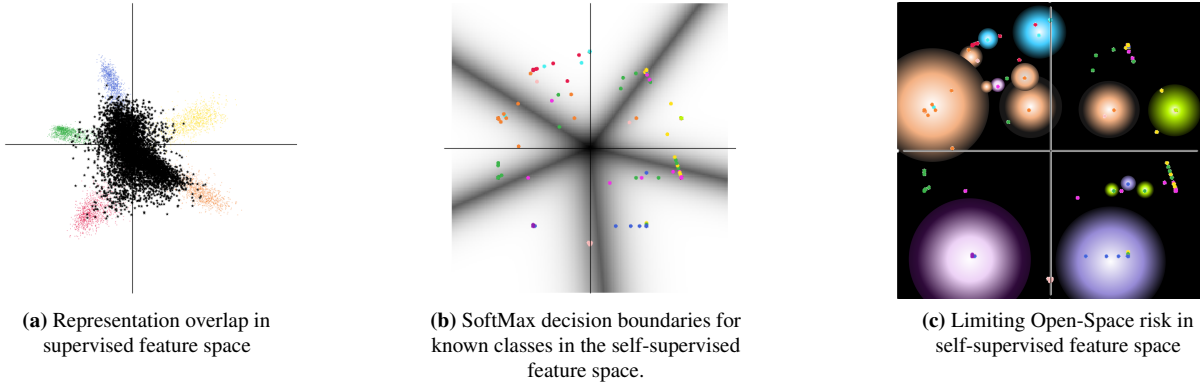 (a) Representation overlap in
supervised feature space
(b) SoftMax decision boundaries for
known classes in the self-supervised
feature space.
(c) Limiting Open-Space risk in
self-supervised feature space